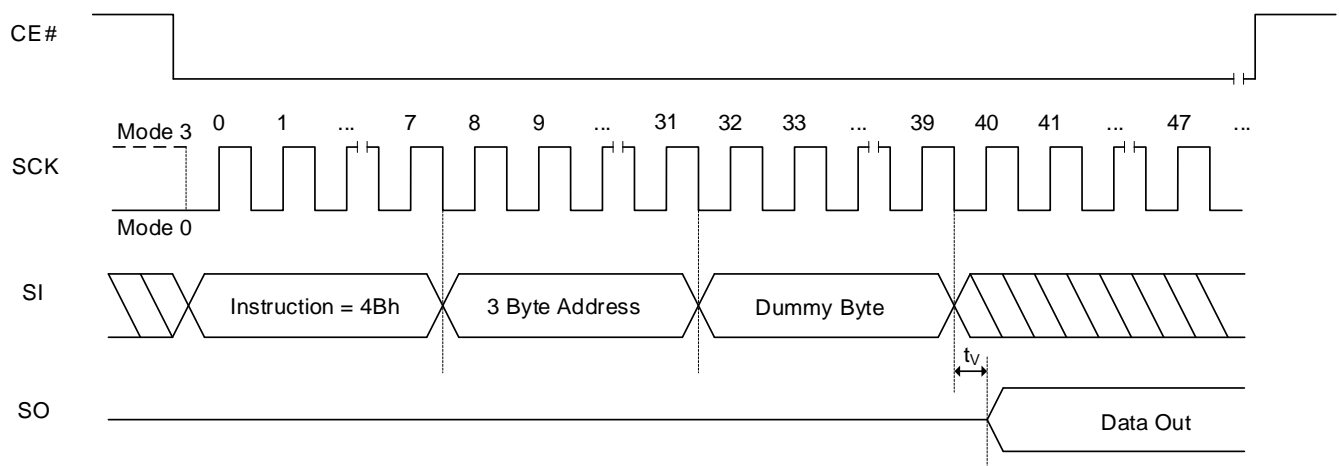 CE#
Mode 3
0 1 ... 7 8 9 ... 31 32 33 ... 39 40 41 ... 47 ...
SCK
Mode 0
SI
Instruction = 4Bh
3 Byte Address
Dummy Byte
tV
SO
Data Out